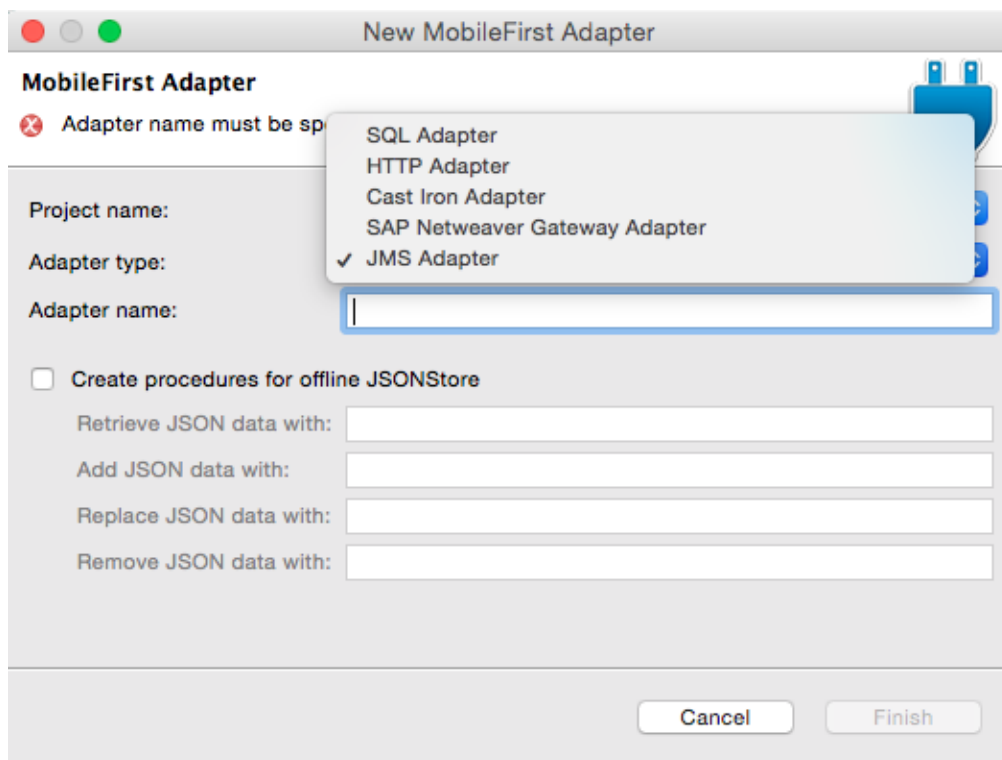 New MobileFirst Adapter
MobileFirst Adapter
Adapter name must be
SQL Adapter
HTTP Adapter
Cast Iron Adapter
SAP Netweaver Gateway Adapter
✓ JMS Adapter
Project name:
Adapter type:
Adapter name:
Create procedures for offline JSONStore
Retrieve JSON data with:
Add JSON data with:
Replace JSON data with:
Remove JSON data with:
Cancel
Finish